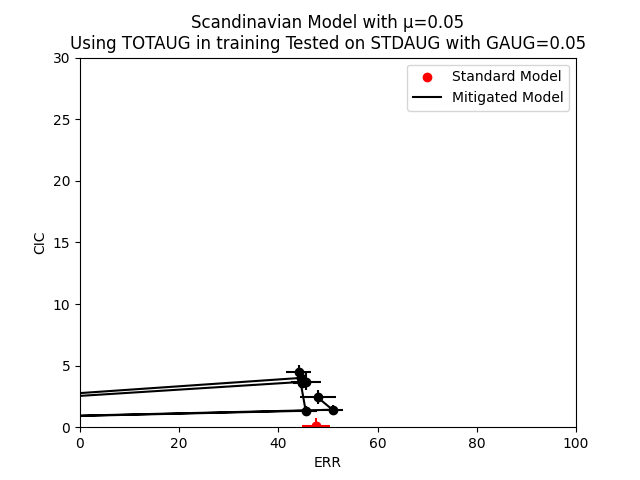 Scandinavian Model with μ=0.05
Using TOTAUG in training Tested on STDAUG with GAUG=0.05
Standard Model
Mitigated Model
CIC
30
25
20
15
10
5
0
0 20 40 60 80 100
ERR